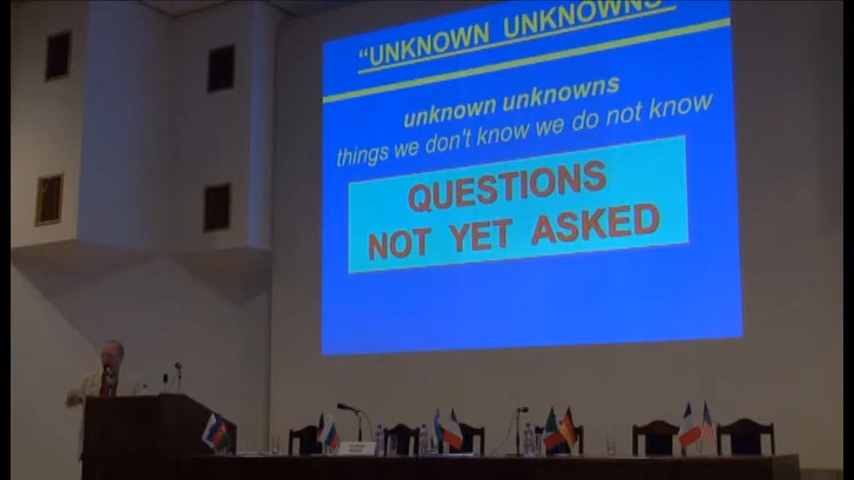 “UNKNOWN UNKNOWNS
unknown unknowns
things we don't know we do not know
QUESTIONS
NOT YET ASKED